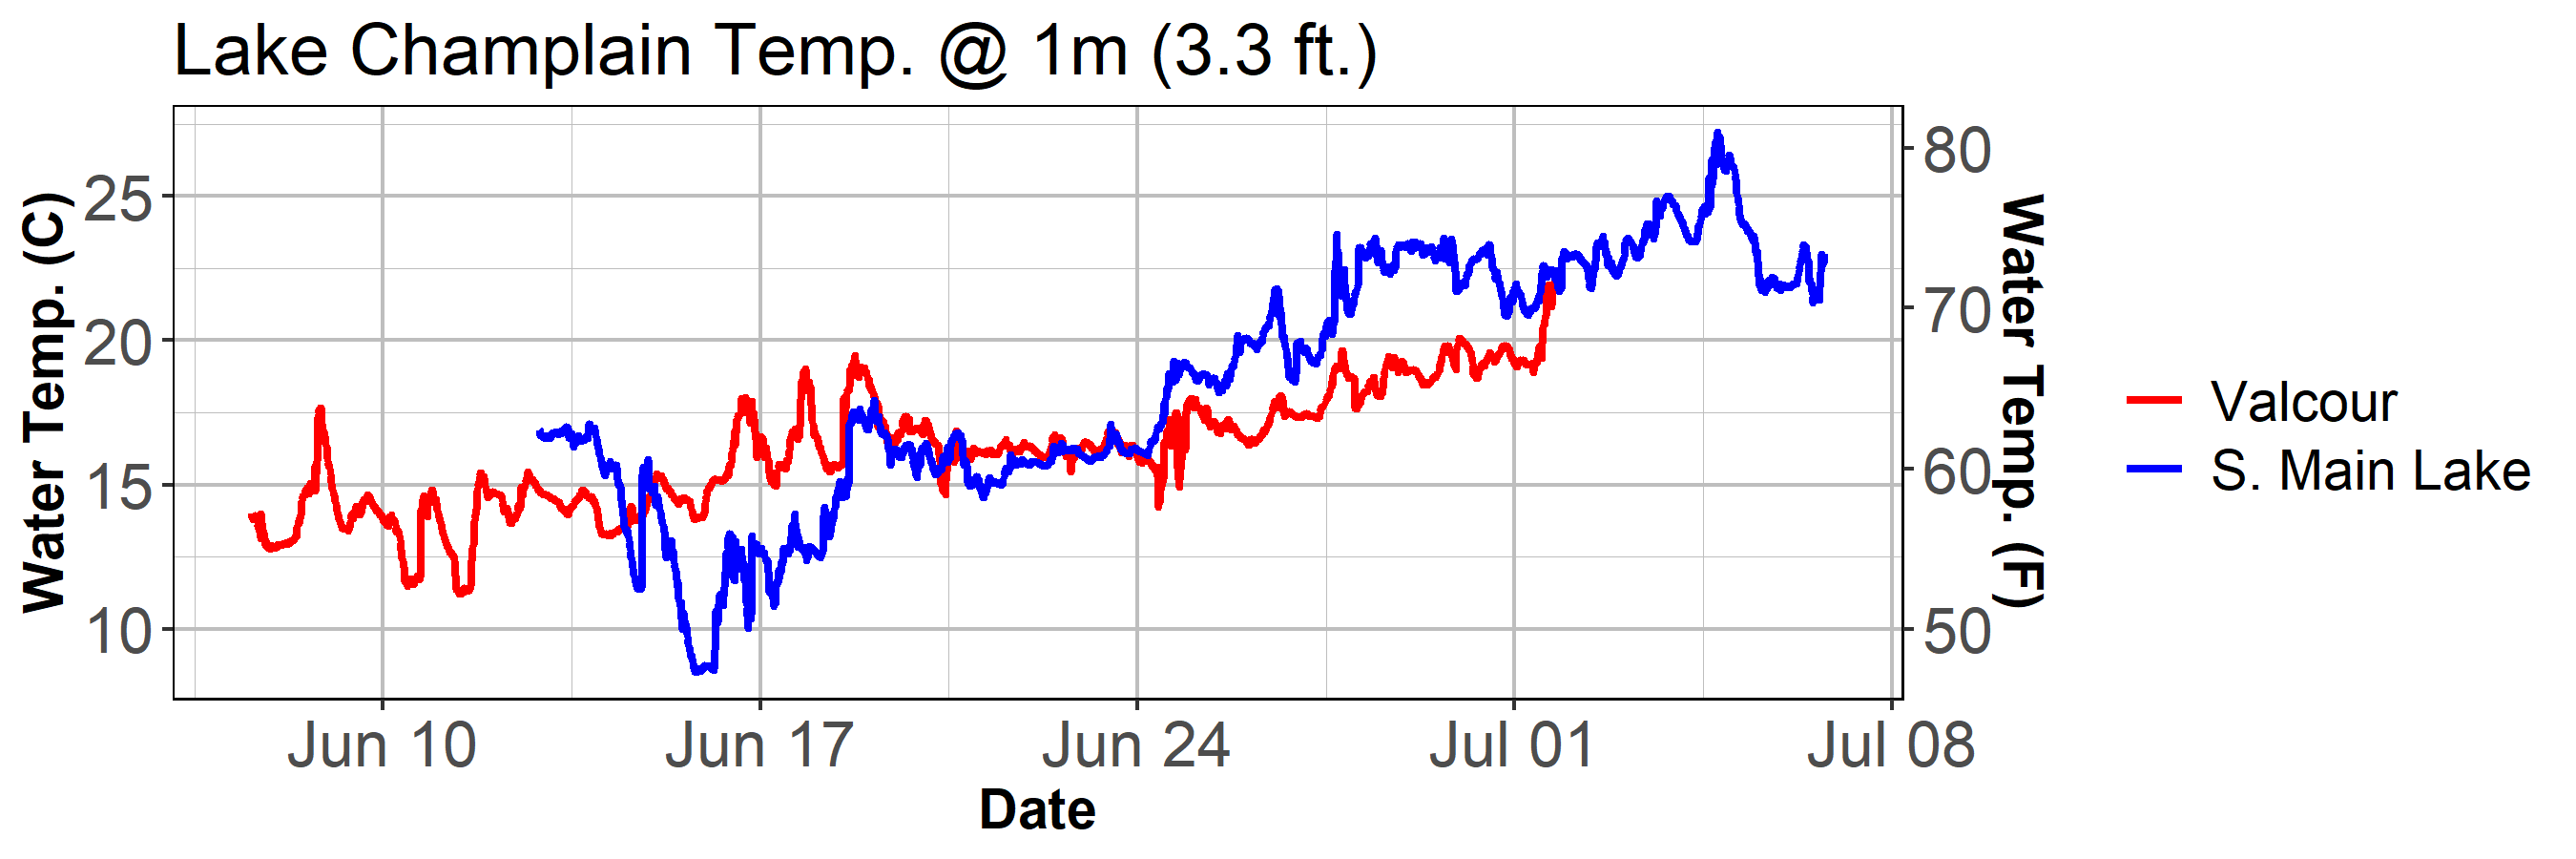 Lake Champlain Temp. @ 1m (3.3 ft.)
Water Temp. (C)
25
20
15
10
80
70
60
50
Water Temp. (F)
Jun 10
Jun 17
Jun 24
Jul 01
Jul 08
Date
Valcour
S. Main Lake